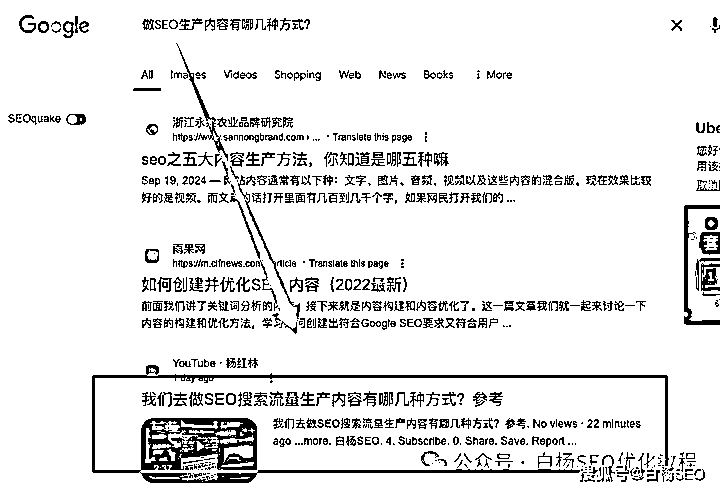 Google
做SEO生产内容有哪几种方式?
All Images Videos Shopping Web News Books More
SEOquake
浙江永 农业品牌研究院
https://www.sannongbrand.com › ... · Translate this page
seo之五大内容生产方法，你知道是哪五种嘛
Sep 19, 2024 — 网站内容通常有以下种：文字、图片、音频、视频以及这些内容的混合版。现在效果比较
好的是视频。而文章的话打开里面有几百到几千个字，如果网民打开我们的 ...
雨果网
https://m.cifnews.com article · Translate this page
如何创建并优化SEO内容（2022最新）
前面我们讲了关键词分析的 接下来就是内容构建和内容优化了。这一篇文章我们就一起来讨论一下
内容的构建和优化方法，学习如何创建出符合Google SEO要求又符合用户 ...
YouTube · 杨红林
1 day ago
我们去做SEO搜索流量生产内容有哪几种方式？参考
我们去做SEO搜索流量生产内容有哪几种方式？参考. No views · 22 minutes
ago ...more. 白杨SEO. 4. Subscribe. 0. Share. Save. Report ...
Ube
您好
用该
取消
公众号 · 白杨SEO优化教程
搜狐号@白杨SEO